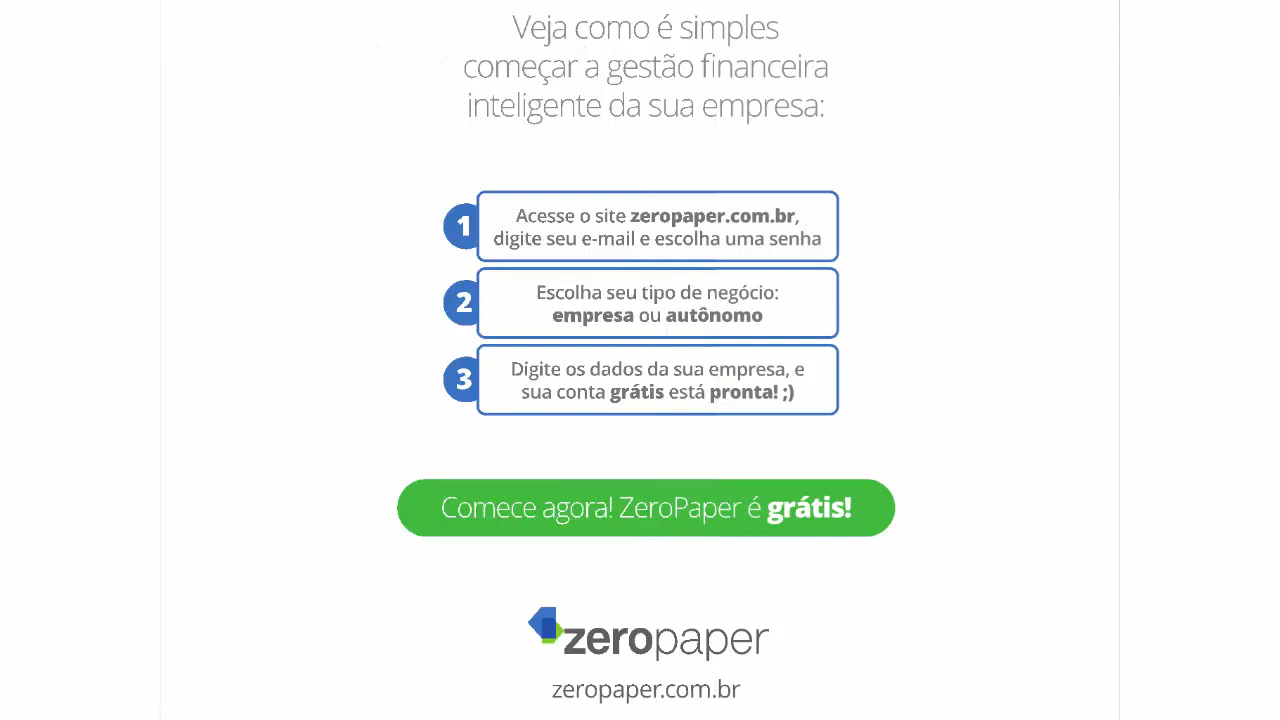 Veja como é simples
começar a gestão financeira
inteligente da sua empresa:
1
Acesse o site zeropaper.com.br,
digite seu e-mail e escolha uma senha
2
Escolha seu tipo de negócio:
empresa ou autônomo
3
Digite os dados da sua empresa, e
sua conta grátis está pronta! ;)
Comece agora! ZeroPaper é grátis!
zeropaper
zeropaper.com.br